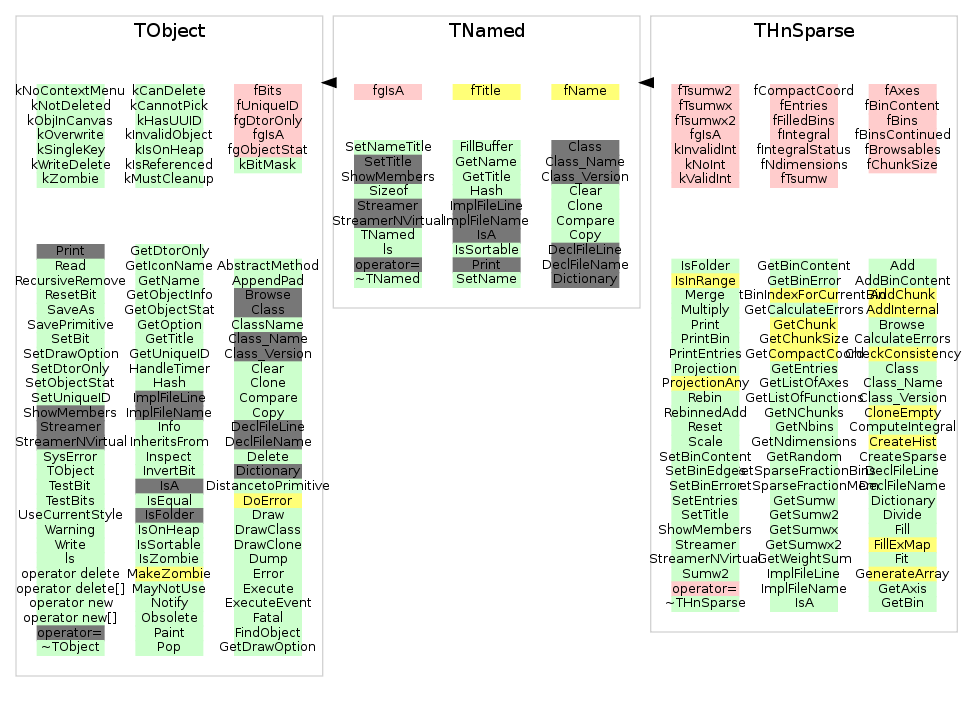 TObject
kNoContextMenu
kNotDeleted
kObjInCanvas
kOverwrite
kSingleKey
kWriteDelete
kZombie
kCanDelete
kCannotPick
kHasUUID
kInvalidObject
kIsOnHeap
kIsReferenced
kMustCleanup
fBits
fUniqueID
fgDtorOnly
fgIsA
fgObjectStat
kBitMask
Print
Read
RecursiveRemove
ResetBit
SaveAs
SavePrimitive
SetBit
SetDrawOption
SetDtorOnly
SetObjectStat
SetUniqueID
ShowMembers
Streamer
StreamerNVirtual
SysError
TObject
TestBit
TestBits
UseCurrentStyle
Warning
Write
ls
operator delete
operator delete[]
operator new
operator new[]
operator=
~TObject
GetDtorOnly
GetIconName
GetName
GetObjectInfo
GetObjectStat
GetOption
GetTitle
GetUniqueID
HandleTimer
Hash
ImplFileLine
ImplFileName
Info
InheritsFrom
Inspect
InvertBit
IsA
IsEqual
IsFolder
IsOnHeap
IsSortable
IsZombie
MakeZombie
MayNotUse
Notify
Obsolete
Paint
Pop
AbstractMethod
AppendPad
Browse
Class
ClassName
Class_Name
Class_Version
Clear
Clone
Compare
Copy
DeclFileLine
DeclFileName
Delete
Dictionary
DistancetoPrimitive
DoError
Draw
DrawClass
DrawClone
Dump
Error
Execute
ExecuteEvent
Fatal
FindObject
GetDrawOption
TNamed
fgIsA
fTitle
fName
SetNameTitle
SetTitle
ShowMembers
Sizeof
Streamer
StreamerNVirtual
TNamed
ls
operator=
~TNamed
FillBuffer
GetName
GetTitle
Hash
ImplFileLine
ImplFileName
IsA
IsSortable
Print
SetName
Class
Class_Name
Class_Version
Clear
Clone
Compare
Copy
DeclFileLine
DeclFileName
Dictionary
THnSparse
fTsumw2
fTsumwx
fTsumwx2
fgIsA
kInvalidInt
kNoInt
kValidInt
fCompactCoord
fEntries
fFilledBins
fIntegral
fIntegralStatus
fNdimensions
fTsumw
fAxes
fBinContent
fBins
fBinsContinued
fBrowsables
fChunkSize
IsFolder
IsInRange
Merge
Multiply
Print
PrintBin
PrintEntries
Projection
ProjectionAny
Rebin
RebinnedAdd
Reset
Scale
SetBinContent
SetBinEdges
SetBinError
SetEntries
SetTitle
ShowMembers
Streamer
StreamerNVirtual
Sumw2
operator=
~THnSparse
GetBinContent
GetBinError
tBinIndexForCurrentBin
GetCalculateErrors
GetChunk
GetChunkSize
GetCompactCoord
GetEntries
GetListOfAxes
GetListOfFunctions
GetNChunks
GetNbins
GetNdimensions
GetRandom
etSparseFractionBins
etSparseFractionMem
GetSumw
GetSumw2
GetSumwx
GetSumwx2
GetWeightSum
ImplFileLine
ImplFileName
IsA
Add
AddBinContent
AddChunk
AddInternal
Browse
CalculateErrors
CheckConsistency
Class
Class_Name
Class_Version
CloneEmpty
ComputeIntegral
CreateHist
CreateSparse
DeclFileLine
DeclFileName
Dictionary
Divide
Fill
FillExMap
Fit
GenerateArray
GetAxis
GetBin